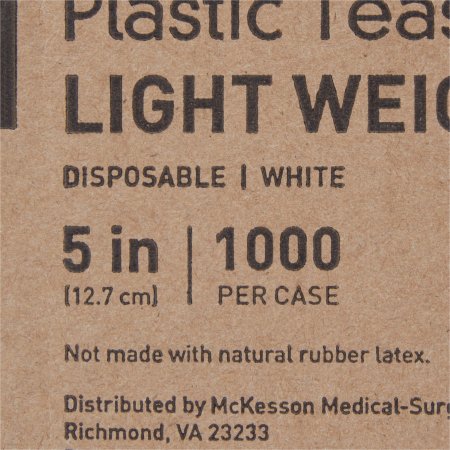 Plastic Teas
LIGHT WEIG
DISPOSABLE | WHITE
5 in | 1000
(12.7 cm) PER CASE
Not made with natural rubber latex.
Distributed by McKesson Medical-Surg
Richmond, VA 23233